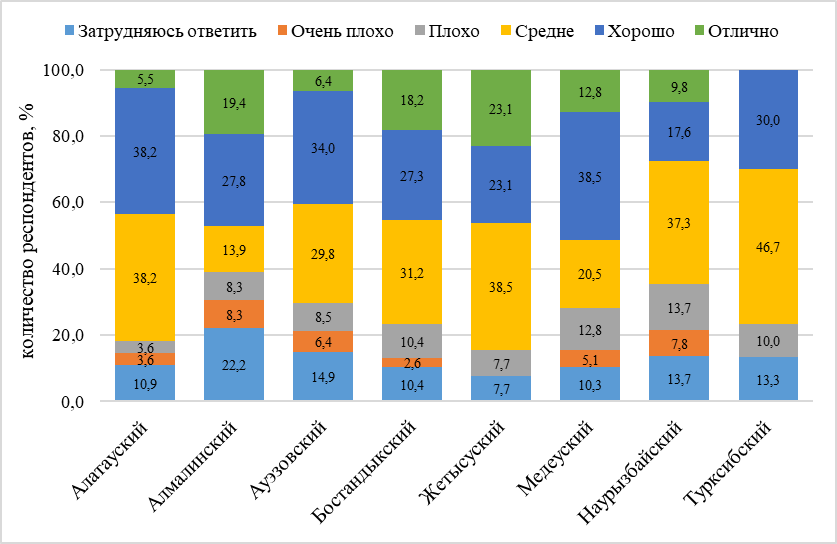 Затрудняюсь ответить Очень плохо Плохо Средне Хорошо Отлично
количество респондентов, %
100,0
80,0
60,0
40,0
20,0
0,0
5,5 19,4 6,4 18,2 23,1 12,8 9,8
38,2 27,8 34,0 27,3 23,1 38,5 17,6 30,0
38,2 13,9 29,8 31,2 38,5 20,5 37,3 46,7
3,6 8,3 8,5 10,4 7,7 12,8 13,7 10,0
3,6 8,3 6,4 2,6 5,1 7,8
10,9 22,2 14,9 10,4 7,7 10,3 13,7 13,3
Алатауский
Алмалинский
Ауэзовский
Бостандыкский
Жетысуский
Медеуский
Наурызбайский
Турксибский